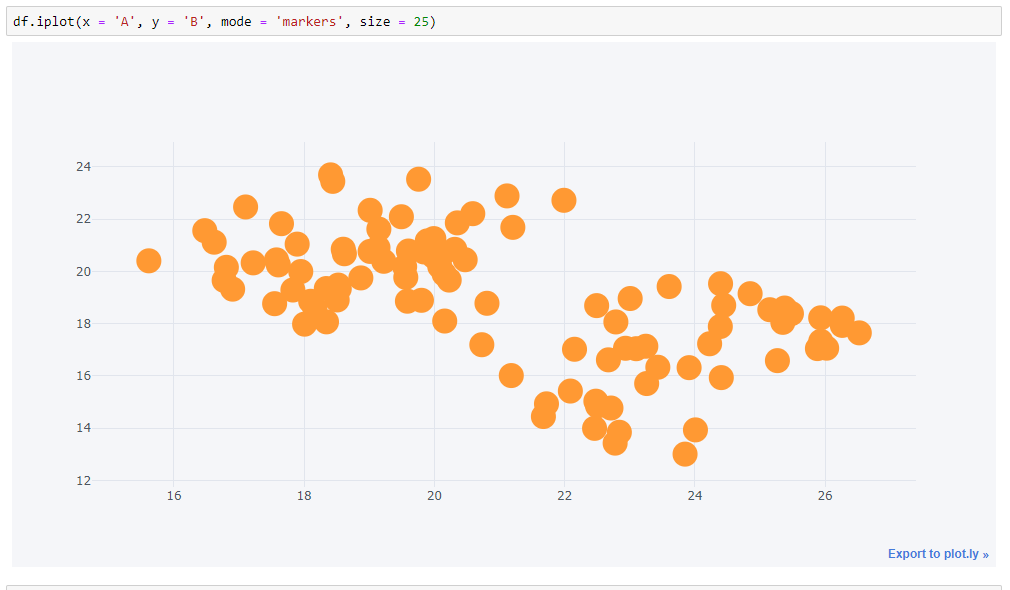 df.iplot(x = 'A', y = 'B', mode = 'markers', size = 25)
24
22
20
18
16
14
12
16 18 20 22 24 26
Export to plot.ly »